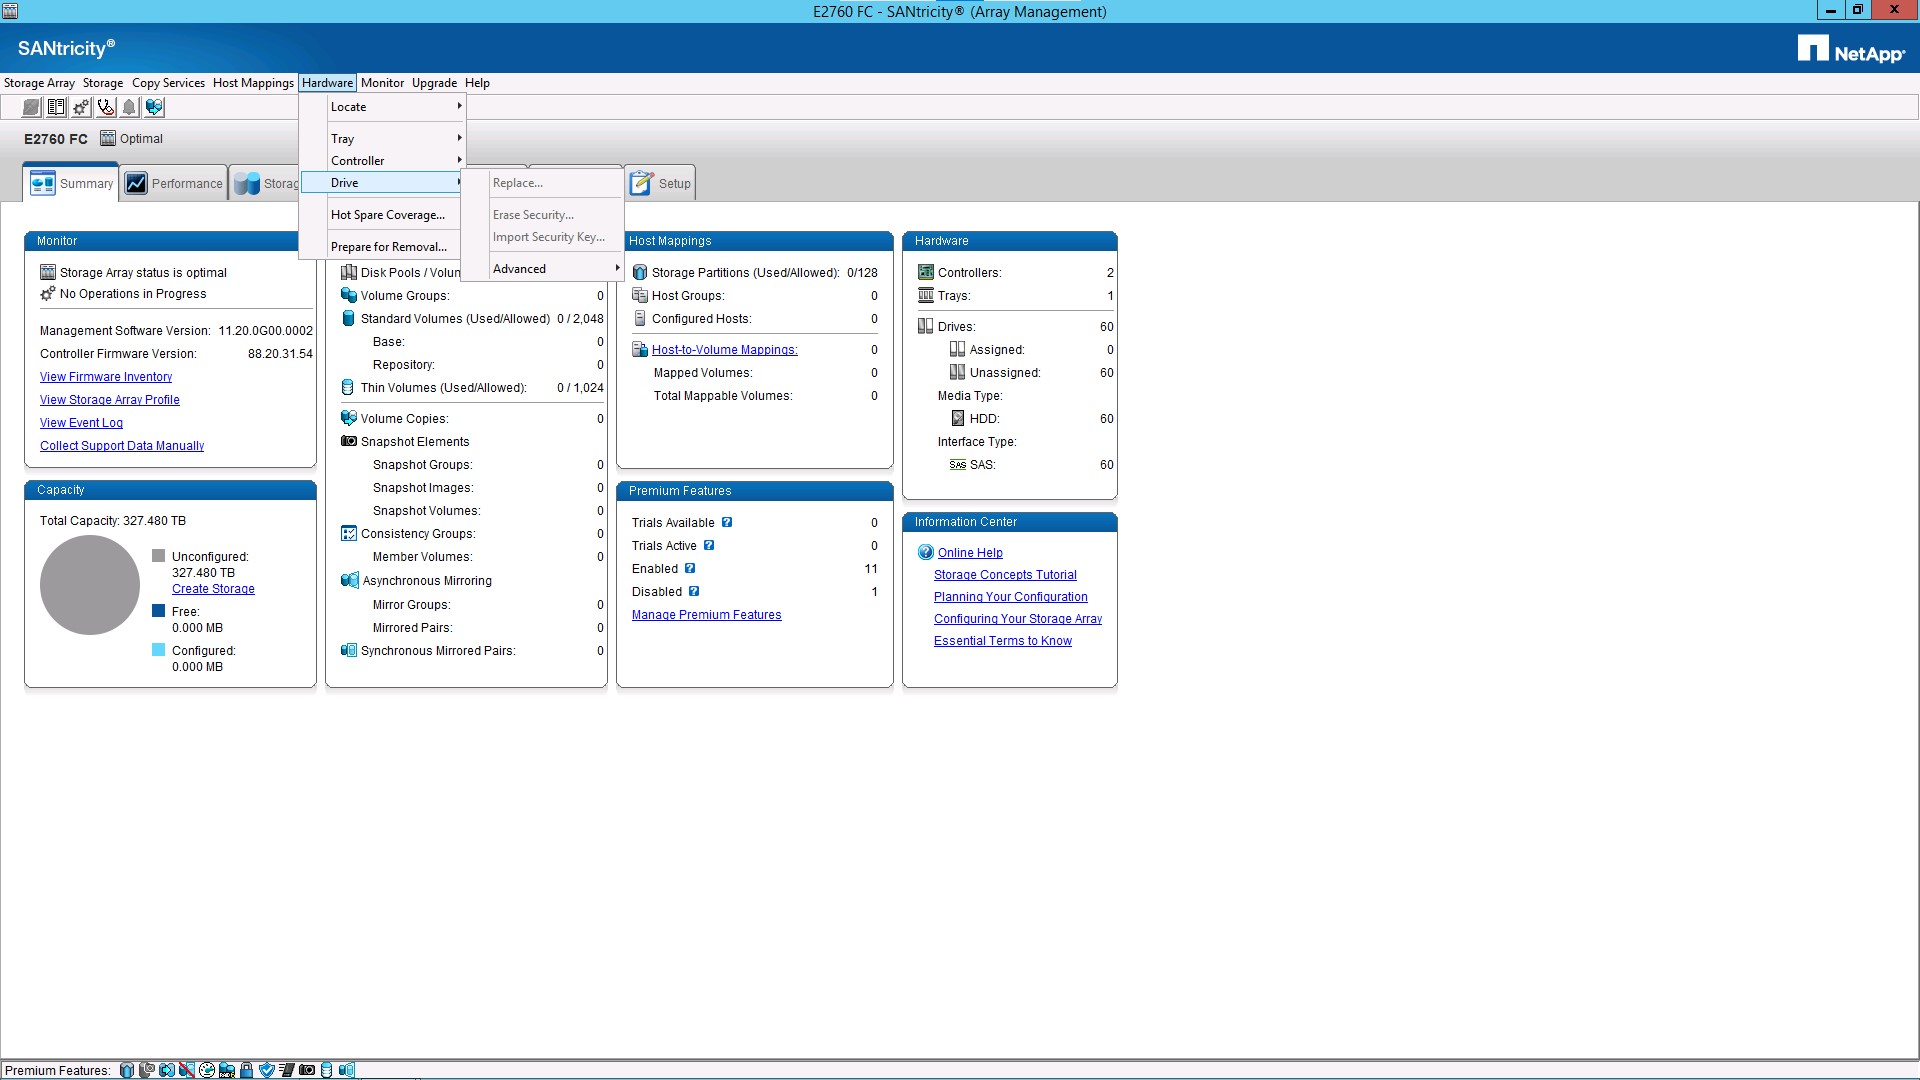 E2760 FC - SANtricity® (Array Management)
SANtricity®
NetApp®
Storage Array Storage Copy Services Host Mappings Hardware Monitor Upgrade Help
E2760 FC Optimal
Summary Performance Storag Setup
Locate
Tray
Controller
Drive
Hot Spare Coverage...
Prepare for Removal...
Replace...
Erase Security...
Import Security Key...
Advanced
Monitor
Storage Array status is optimal
No Operations in Progress
Management Software Version: 11.20.0G00.0002
Controller Firmware Version: 88.20.31.54
View Firmware Inventory
View Storage Array Profile
View Event Log
Collect Support Data Manually
Capacity
Total Capacity: 327.480 TB
Unconfigured:
327.480 TB
Create Storage
Free:
0.000 MB
Configured:
0.000 MB
Disk Pools / Volun
Volume Groups: 0
Standard Volumes (Used/Allowed) 0 / 2,048
Base: 0
Repository: 0
Thin Volumes (Used/Allowed): 0 / 1,024
Volume Copies: 0
Snapshot Elements
Snapshot Groups: 0
Snapshot Images: 0
Snapshot Volumes: 0
Consistency Groups: 0
Member Volumes: 0
Asynchronous Mirroring
Mirror Groups: 0
Mirrored Pairs: 0
Synchronous Mirrored Pairs: 0
Host Mappings
Storage Partitions (Used/Allowed): 0/128
Host Groups: 0
Configured Hosts: 0
Host-to-Volume Mappings: 0
Mapped Volumes: 0
Total Mappable Volumes: 0
Premium Features
Trials Available ? 0
Trials Active ? 0
Enabled ? 11
Disabled ? 1
Manage Premium Features
Hardware
Controllers: 2
Trays: 1
Drives: 60
Assigned: 0
Unassigned: 60
Media Type:
HDD: 60
Interface Type:
SAS SAS: 60
Information Center
? Online Help
Storage Concepts Tutorial
Planning Your Configuration
Configuring Your Storage Array
Essential Terms to Know
Premium Features: